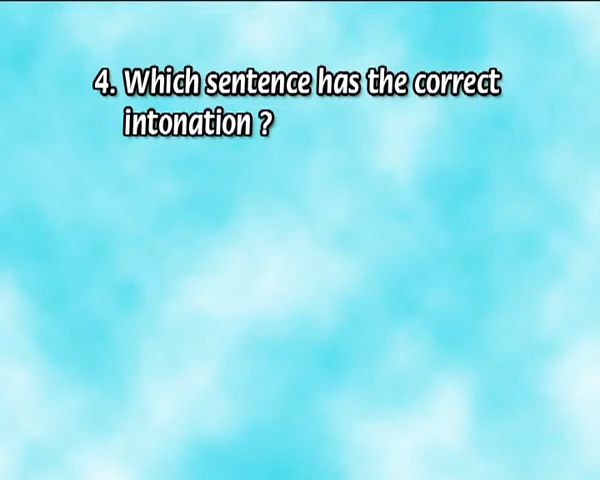 4. Which sentence has the correct
intonation ?